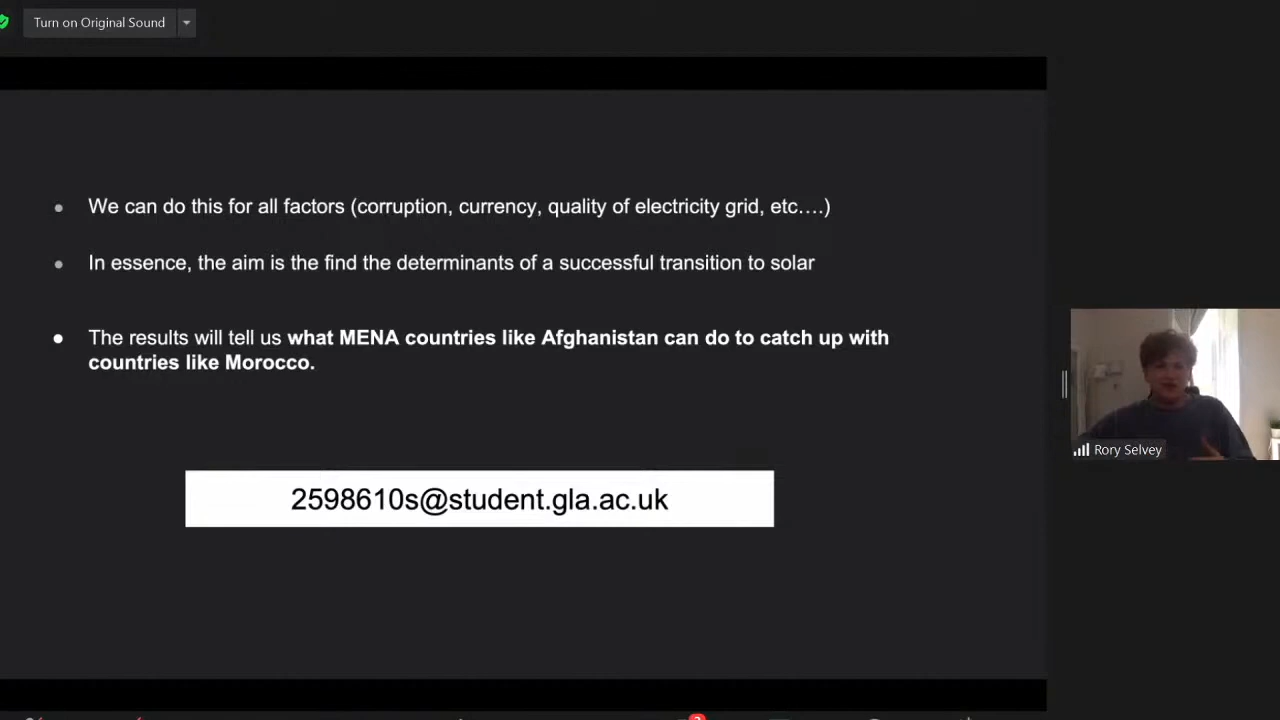 Turn on Original Sound
We can do this for all factors (corruption, currency, quality of electricity grid, etc….)
In essence, the aim is the find the determinants of a successful transition to solar
The results will tell us what MENA countries like Afghanistan can do to catch up with
countries like Morocco.
Rory Selvey
2598610s@student.gla.ac.uk